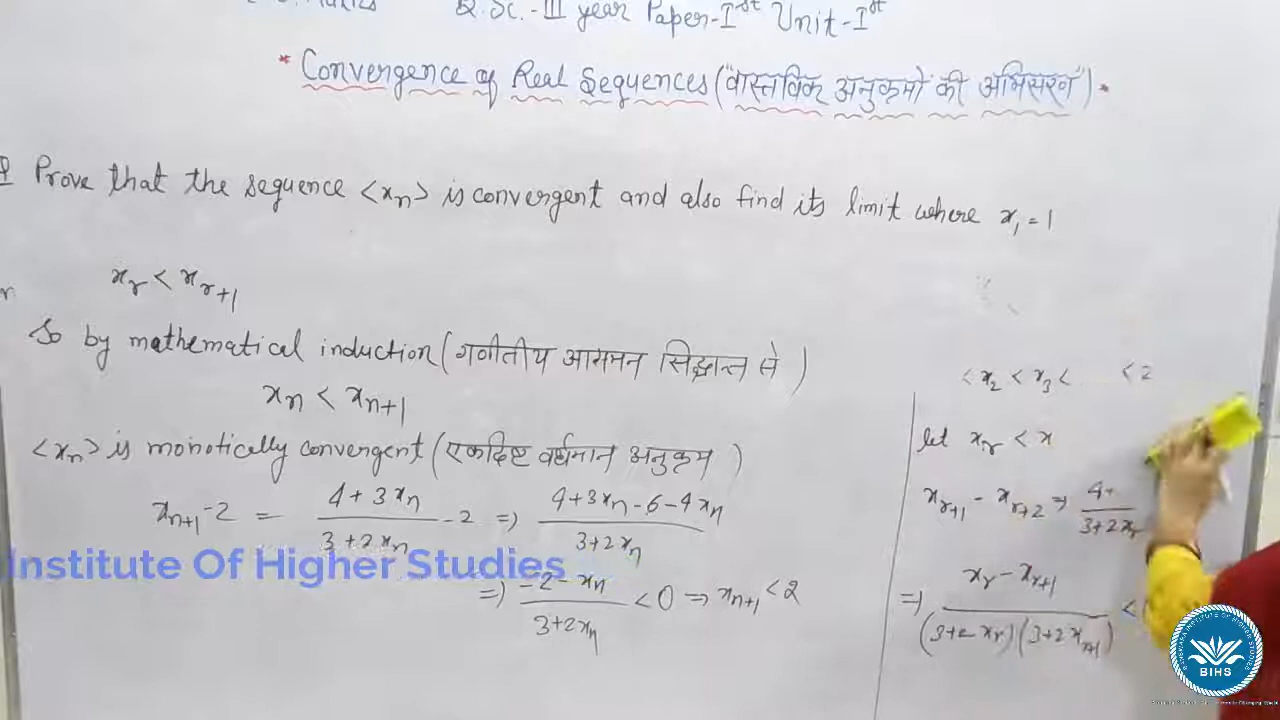 B.Sc.-III year Paper-Ist Unit-Ist
* Convergence of Real Sequences ("वास्तविक अनुक्रमों की अभिसरण") *
Prove that the sequence <xn> is convergent and also find its limit where x₁ = 1
xr < xr+1
So by mathematical induction (गणीतीय आगमन सिद्धान्त से)
xn < xn+1
<xn> is monotically convergent (एकदिष्ट वर्धमान अनुक्रम)
xn+1 - 2 = (4 + 3xn)/(3 + 2xn) - 2 ⇒ (4+3xn - 6 - 4xn)/(3+2xn)
⇒ (-2 - xn)/(3+2xn) < 0 ⇒ xn+1 < 2
< x₂ < x₃ < < 2
let xr < x
xr+1 - xr+2 ⇒ 4+/(3+2xr
⇒ (xr - xr+1)/((3+2xr)(3+2xr+1)) <
Institute Of Higher Studies
BIHS